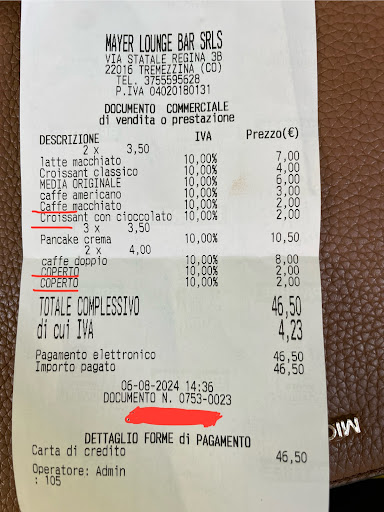 MAYER LOUNGE BAR SRLS
VIA STATALE REGINA 3B
22016 TREMEZZINA (CO)
TEL. 3755595628
P.IVA 04020180131
DOCUMENTO COMMERCIALE
di vendita o prestazione
DESCRIZIONE IVA Prezzo(€)
2 x 3,50
latte macchiato 10,00% 7,00
Croissant classico 10,00% 4,00
MEDIA ORIGINALE 10,00% 6,00
caffe americano 10,00% 3,00
Caffe macchiato 10,00% 2,00
Croissant con cioccolato 10,00% 2,00
3 x 3,50
Pancake crema 10,00% 10,50
2 x 4,00
caffe doppio 10,00% 8,00
COPERTO 10,00% 2,00
COPERTO 10,00% 2,00
TOTALE COMPLESSIVO 46,50
di cui IVA 4,23
Pagamento elettronico 46,50
Importo pagato 46,50
06-08-2024 14:36
DOCUMENTO N. 0753-0023
DETTAGLIO FORME di PAGAMENTO
Carta di credito 46,50
Operatore: Admin
: 105